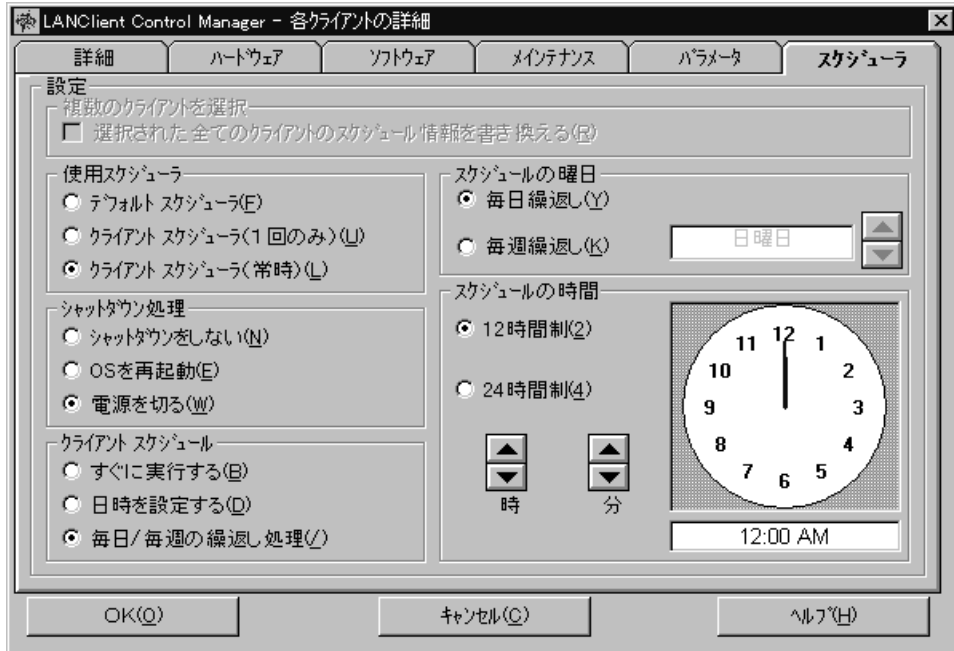 LANClient Control Manager - 各クライアントの詳細
詳細 ハードウェア ソフトウェア メインテナンス パラメータ スケジューラ
設定
複数のクライアントを選択
選択された全てのクライアントのスケジュール情報を書き換える(R)
使用スケジューラ
デフォルト スケジューラ(F)
クライアント スケジューラ(1回のみ)(U)
クライアント スケジューラ(常時)(L)
シャットダウン処理
シャットダウンをしない(N)
OSを再起動(E)
電源を切る(W)
クライアント スケジュール
すぐに実行する(B)
日時を設定する(D)
毎日/毎週の繰返し処理(/)
スケジュールの曜日
毎日繰返し(Y)
毎週繰返し(K)
日曜日
スケジュールの時間
12時間制(2)
24時間制(4)
時 分
12
1
2
3
4
5
6
7
8
9
10
11
12:00 AM
OK(O) キャンセル(C) ヘルプ(H)